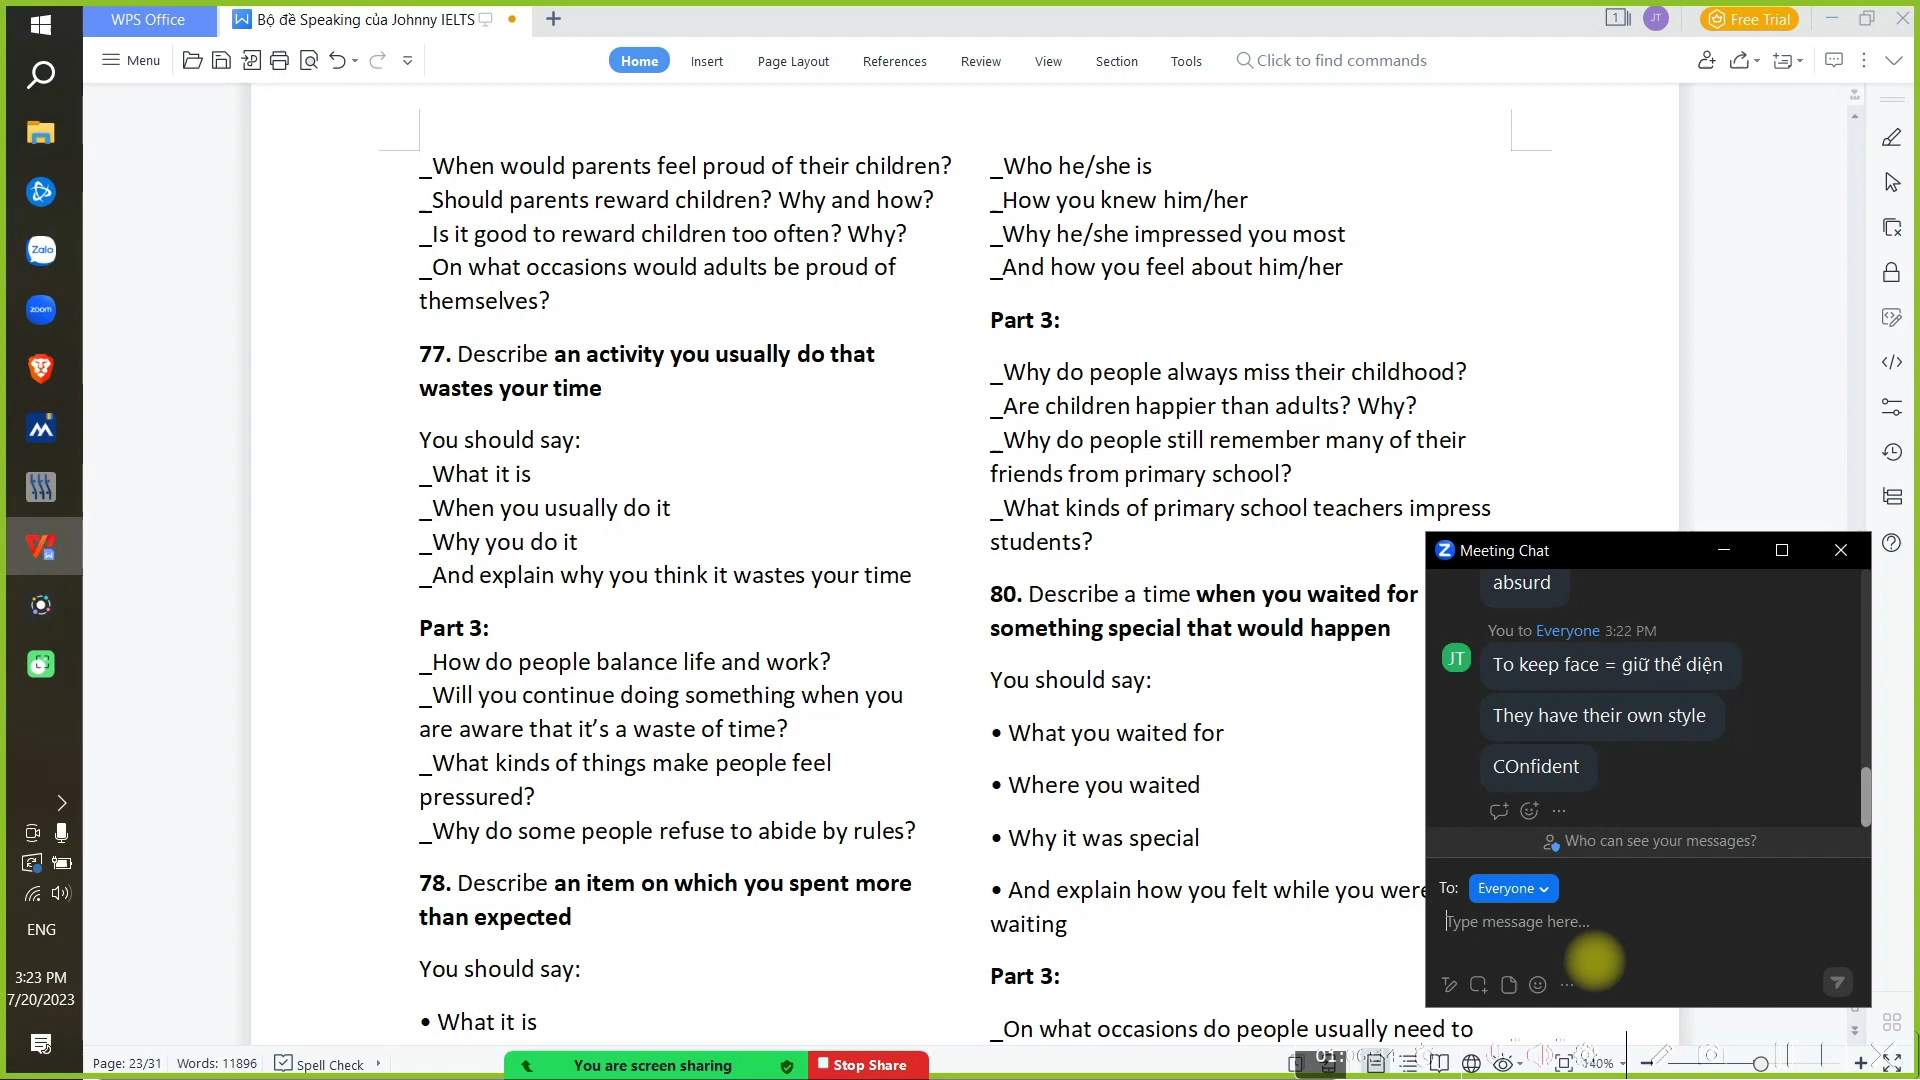 WPS Office
Bộ đề Speaking của Johnny IELTS
1
JT
Free Trial
Menu
Home
Insert
Page Layout
References
Review
View
Section
Tools
Click to find commands
_When would parents feel proud of their children?
_Should parents reward children? Why and how?
_Is it good to reward children too often? Why?
_On what occasions would adults be proud of
themselves?
77. Describe an activity you usually do that
wastes your time
You should say:
_What it is
_When you usually do it
_Why you do it
_And explain why you think it wastes your time
Part 3:
_How do people balance life and work?
_Will you continue doing something when you
are aware that it’s a waste of time?
_What kinds of things make people feel
pressured?
_Why do some people refuse to abide by rules?
78. Describe an item on which you spent more
than expected
You should say:
• What it is
_Who he/she is
_How you knew him/her
_Why he/she impressed you most
_And how you feel about him/her
Part 3:
_Why do people always miss their childhood?
_Are children happier than adults? Why?
_Why do people still remember many of their
friends from primary school?
_What kinds of primary school teachers impress
students?
80. Describe a time when you waited for
something special that would happen
You should say:
• What you waited for
• Where you waited
• Why it was special
• And explain how you felt while you were
waiting
Part 3:
_On what occasions do people usually need to
Meeting Chat
absurd
You to Everyone 3:22 PM
JT
To keep face = giữ thể diện
They have their own style
COnfident
Who can see your messages?
To: Everyone
Type message here...
Zalo
zoom
ENG
3:23 PM
7/20/2023
Page: 23/31
Words: 11896
Spell Check
You are screen sharing
Stop Share
140%